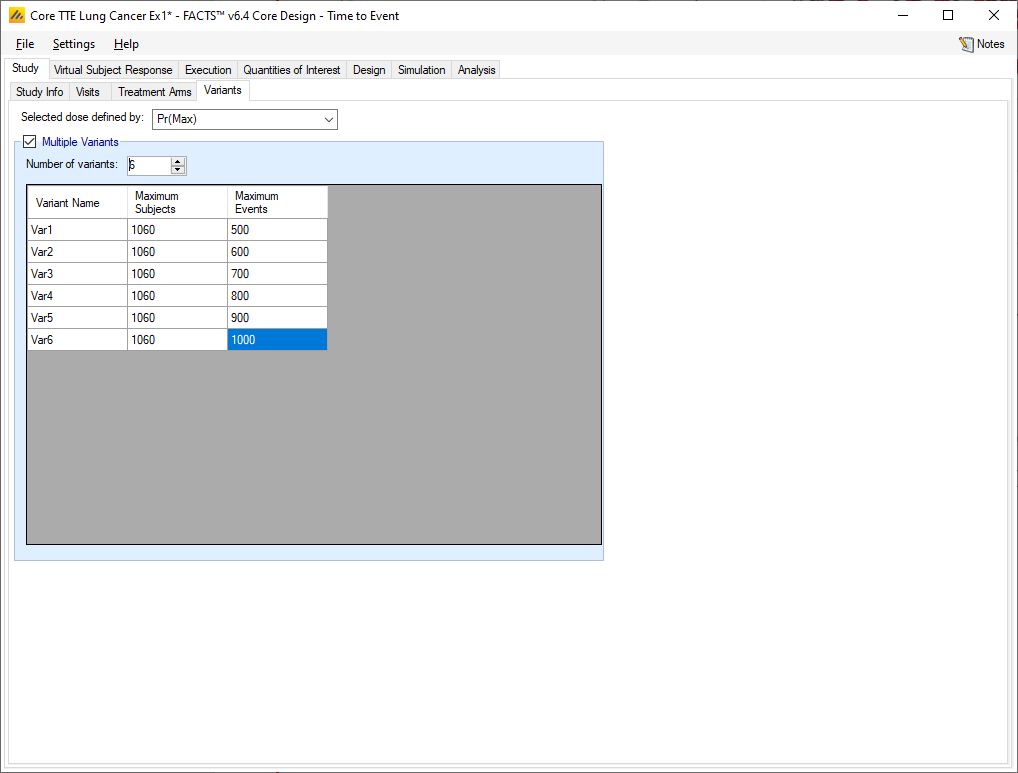 Core TTE Lung Cancer Ex1* - FACTS™ v6.4 Core Design - Time to Event
File Settings Help Notes
Study Virtual Subject Response Execution Quantities of Interest Design Simulation Analysis
Study Info Visits Treatment Arms Variants
Selected dose defined by: Pr(Max)
Multiple Variants
Number of variants: 6
Variant Name Maximum Subjects Maximum Events
Var1 1060 500
Var2 1060 600
Var3 1060 700
Var4 1060 800
Var5 1060 900
Var6 1060 1000